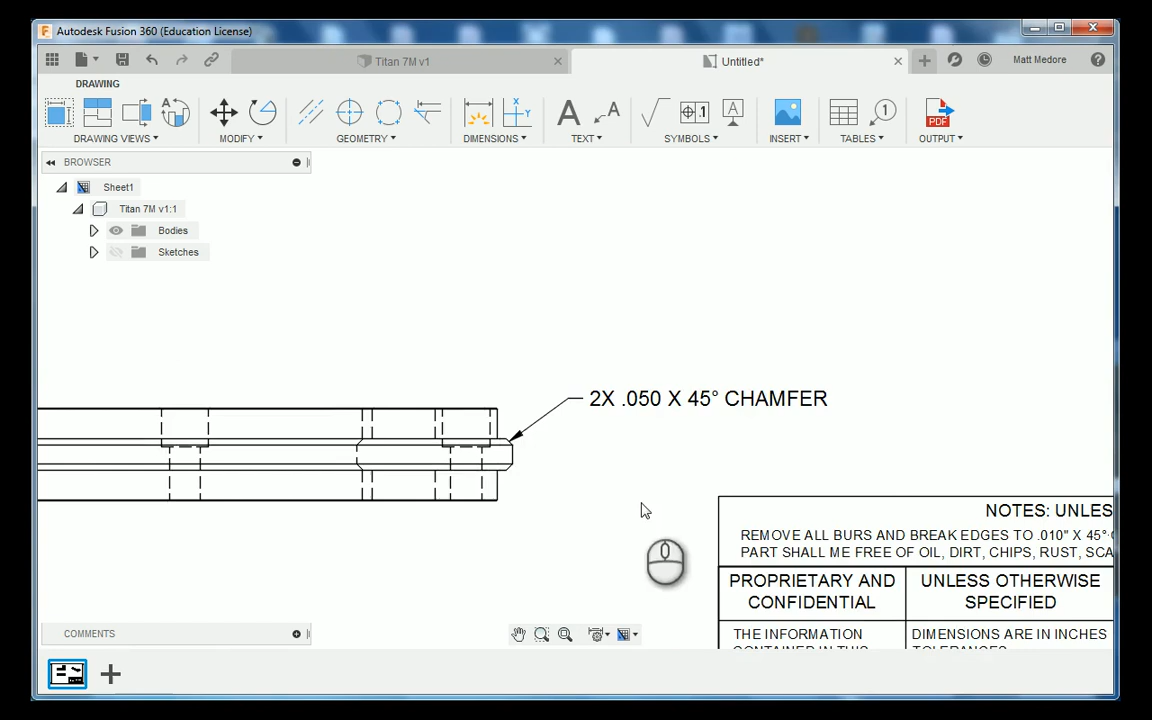 Autodesk Fusion 360 (Education License)
Titan 7M v1
Untitled*
Matt Medore
DRAWING
DRAWING VIEWS
MODIFY
GEOMETRY
DIMENSIONS
TEXT
SYMBOLS
INSERT
TABLES
OUTPUT
BROWSER
Sheet1
Titan 7M v1:1
Bodies
Sketches
2X .050 X 45° CHAMFER
NOTES: UNLES
REMOVE ALL BURS AND BREAK EDGES TO .010" X 45°
PART SHALL ME FREE OF OIL, DIRT, CHIPS, RUST, SCA
PROPRIETARY AND CONFIDENTIAL
UNLESS OTHERWISE SPECIFIED
THE INFORMATION
DIMENSIONS ARE IN INCHES
COMMENTS